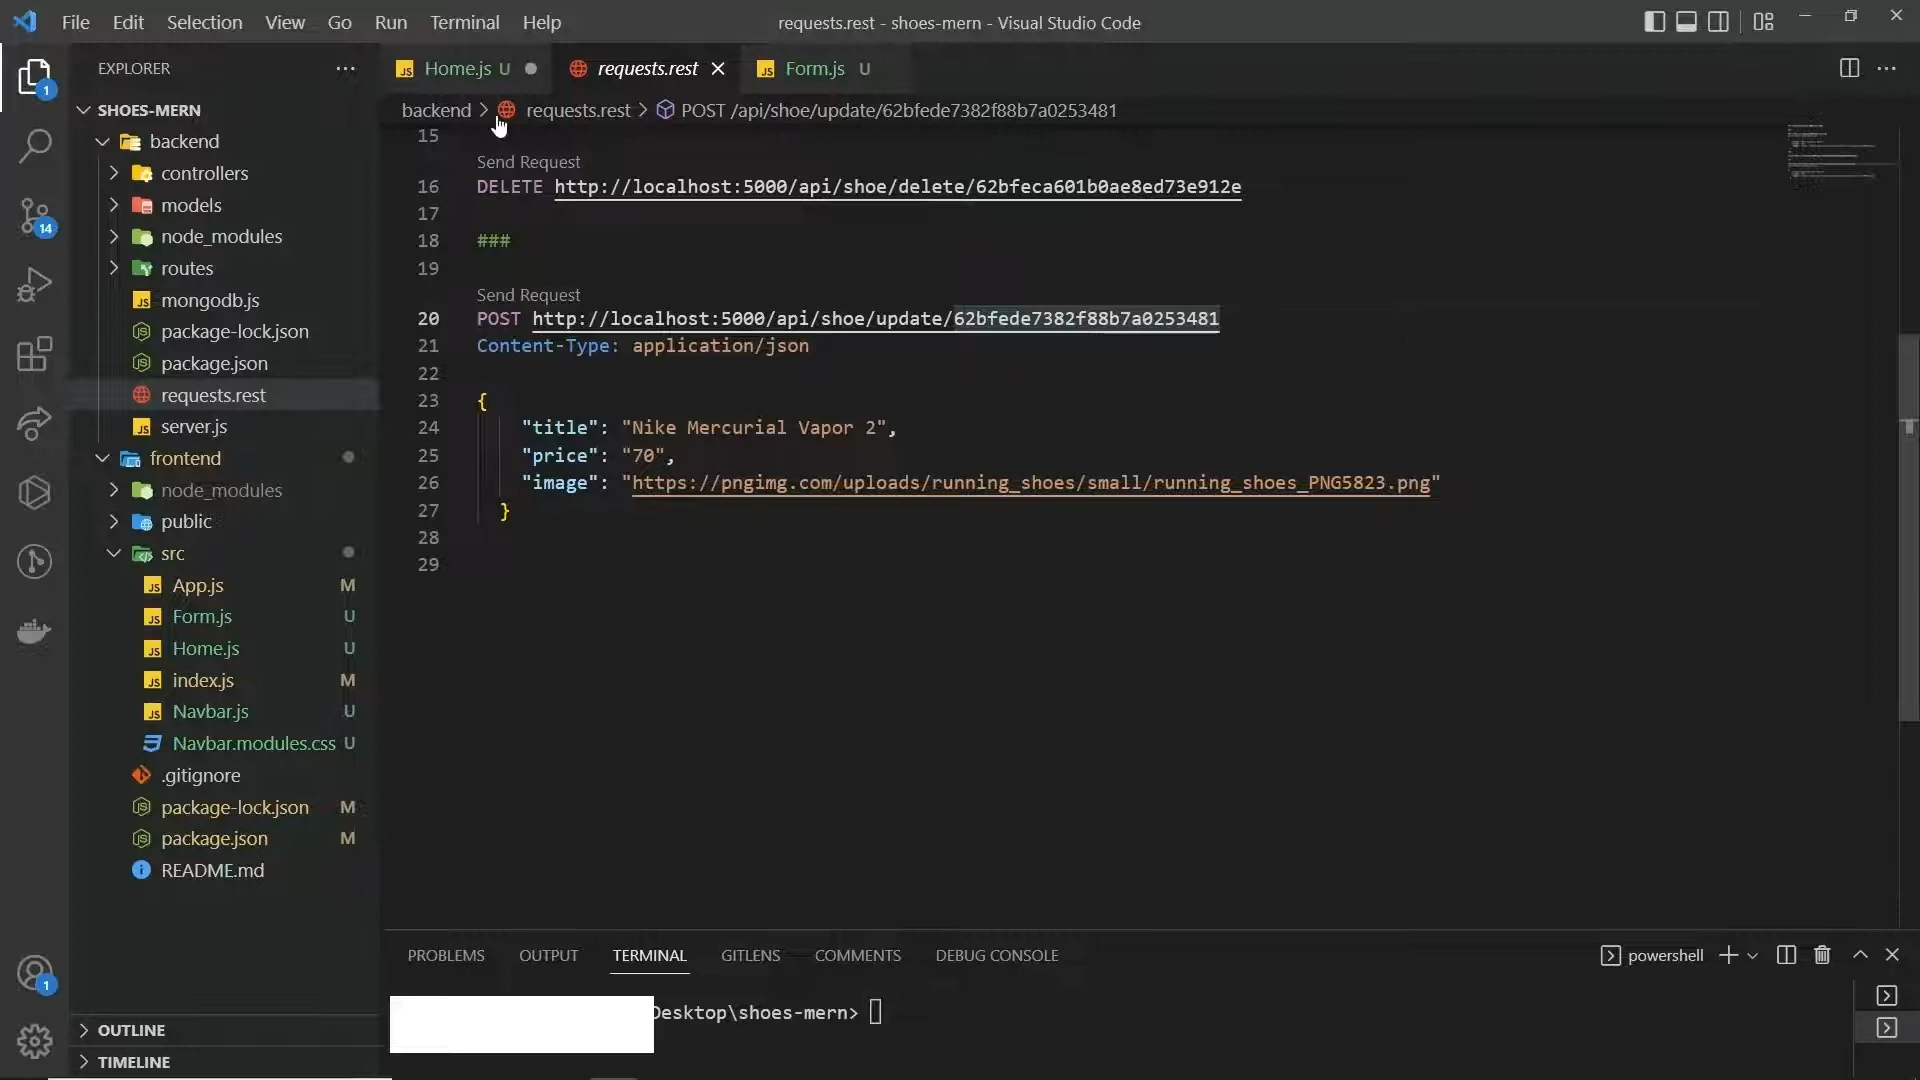 File Edit Selection View Go Run Terminal Help
requests.rest - shoes-mern - Visual Studio Code
EXPLORER
1
14
SHOES-MERN
backend
controllers
models
node_modules
routes
mongodb.js
package-lock.json
package.json
requests.rest
server.js
frontend
node_modules
public
src
App.js M
Form.js U
Home.js U
index.js M
Navbar.js U
Navbar.modules.css U
.gitignore
package-lock.json M
package.json M
README.md
OUTLINE
TIMELINE
1
Home.js U requests.rest Form.js U
backend requests.rest POST /api/shoe/update/62bfede7382f88b7a0253481
15
Send Request
16 DELETE http://localhost:5000/api/shoe/delete/62bfeca601b0ae8ed73e912e
17
18 ###
19
Send Request
20 POST http://localhost:5000/api/shoe/update/62bfede7382f88b7a0253481
21 Content-Type: application/json
22
23 {
24 "title": "Nike Mercurial Vapor 2",
25 "price": "70",
26 "image": "https://pngimg.com/uploads/running_shoes/small/running_shoes_PNG5823.png"
27 }
28
29
PROBLEMS OUTPUT TERMINAL GITLENS COMMENTS DEBUG CONSOLE
powershell
Desktop\shoes-mern>